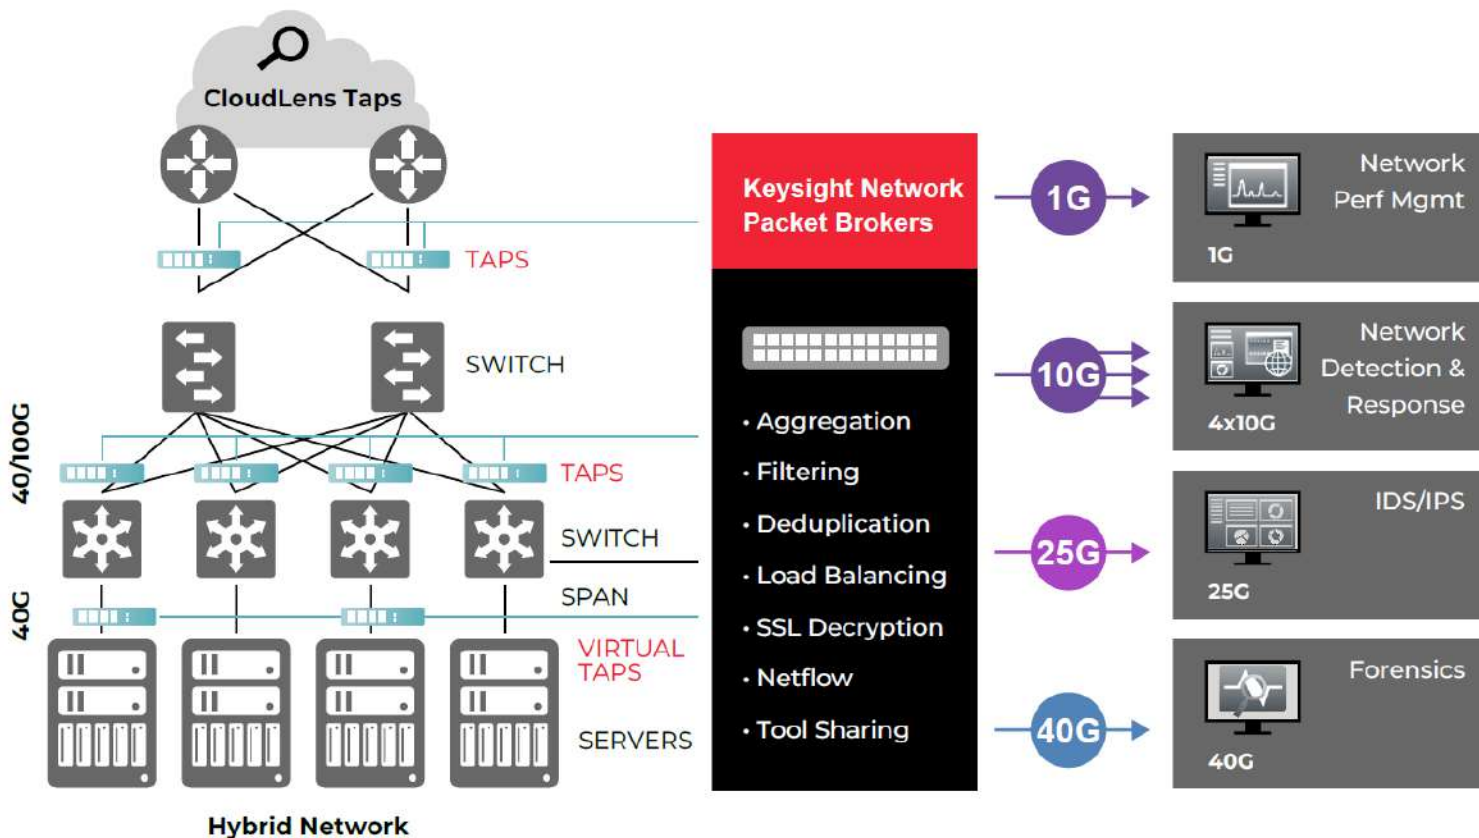 CloudLens Taps
TAPS
SWITCH
40/100G
TAPS
SWITCH
40G
SPAN
VIRTUAL
TAPS
SERVERS
Hybrid Network
Keysight Network
Packet Brokers
• Aggregation
• Filtering
• Deduplication
• Load Balancing
• SSL Decryption
• Netflow
• Tool Sharing
1G
10G
25G
40G
Network
Perf Mgmt
1G
Network
Detection &
Response
4x10G
IDS/IPS
25G
Forensics
40G